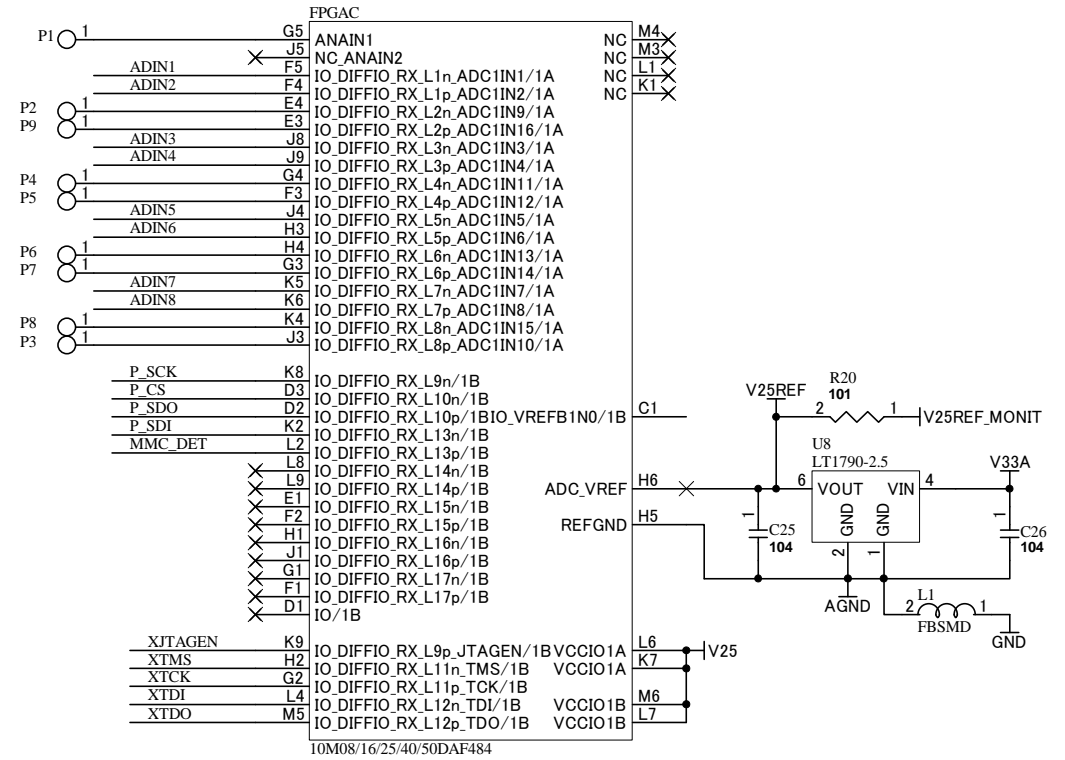 FPGAC
P1 1 G5 ANAIN1 NC M4
J5 NC_ANAIN2 NC M3
ADIN1 F5 IO_DIFFIO_RX_L1n_ADC1IN1/1A NC L1
ADIN2 F4 IO_DIFFIO_RX_L1p_ADC1IN2/1A NC K1
P2 1 E4 IO_DIFFIO_RX_L2n_ADC1IN9/1A
P9 1 E3 IO_DIFFIO_RX_L2p_ADC1IN16/1A
ADIN3 J8 IO_DIFFIO_RX_L3n_ADC1IN3/1A
ADIN4 J9 IO_DIFFIO_RX_L3p_ADC1IN4/1A
P4 1 G4 IO_DIFFIO_RX_L4n_ADC1IN11/1A
P5 1 F3 IO_DIFFIO_RX_L4p_ADC1IN12/1A
ADIN5 J4 IO_DIFFIO_RX_L5n_ADC1IN5/1A
ADIN6 H3 IO_DIFFIO_RX_L5p_ADC1IN6/1A
P6 1 H4 IO_DIFFIO_RX_L6n_ADC1IN13/1A
P7 1 G3 IO_DIFFIO_RX_L6p_ADC1IN14/1A
ADIN7 K5 IO_DIFFIO_RX_L7n_ADC1IN7/1A
ADIN8 K6 IO_DIFFIO_RX_L7p_ADC1IN8/1A
P8 1 K4 IO_DIFFIO_RX_L8n_ADC1IN15/1A
P3 1 J3 IO_DIFFIO_RX_L8p_ADC1IN10/1A
P_SCK K8 IO_DIFFIO_RX_L9n/1B
P_CS D3 IO_DIFFIO_RX_L10n/1B
P_SDO D2 IO_DIFFIO_RX_L10p/1B IO_VREFB1N0/1B C1
P_SDI K2 IO_DIFFIO_RX_L13n/1B
MMC_DET L2 IO_DIFFIO_RX_L13p/1B
L8 IO_DIFFIO_RX_L14n/1B
L9 IO_DIFFIO_RX_L14p/1B ADC_VREF H6
E1 IO_DIFFIO_RX_L15n/1B
F2 IO_DIFFIO_RX_L15p/1B REFGND H5
H1 IO_DIFFIO_RX_L16n/1B
J1 IO_DIFFIO_RX_L16p/1B
G1 IO_DIFFIO_RX_L17n/1B
F1 IO_DIFFIO_RX_L17p/1B
D1 IO/1B
XJTAGEN K9 IO_DIFFIO_RX_L9p_JTAGEN/1B VCCIO1A L6 V25
XTMS H2 IO_DIFFIO_RX_L11n_TMS/1B VCCIO1A K7
XTCK G2 IO_DIFFIO_RX_L11p_TCK/1B
XTDI L4 IO_DIFFIO_RX_L12n_TDI/1B VCCIO1B M6
XTDO M5 IO_DIFFIO_RX_L12p_TDO/1B VCCIO1B L7
10M08/16/25/40/50DAF484
R20
V25REF 101
2 1 V25REF_MONIT
U8
LT1790-2.5 V33A
6 VOUT VIN 4
GND GND
1 C25 1 C26
104 2 1 104
AGND L1
2 1
FBSMD GND